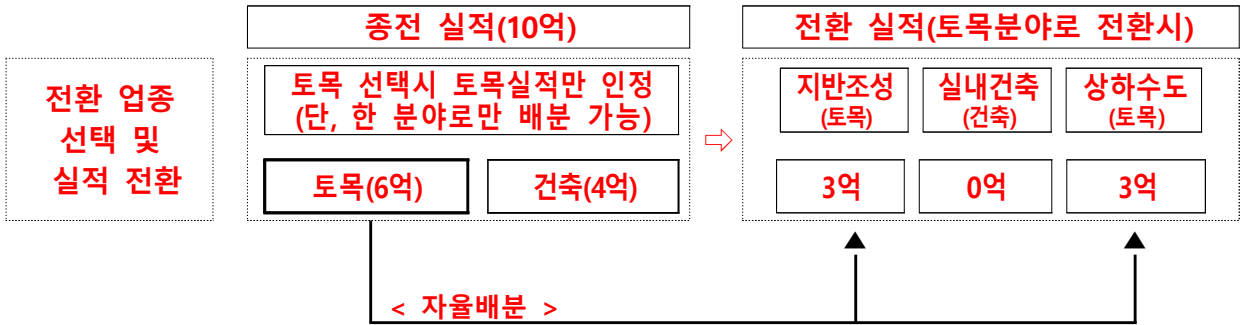 종전 실적(10억)
전환 실적(토목분야로 전환시)
전환 업종
선택 및
실적 전환
토목 선택시 토목실적만 인정
(단, 한 분야로만 배분 가능)
토목(6억)
건축(4억)
⇨
지반조성
(토목)
실내건축
(건축)
상하수도
(토목)
3억
0억
3억
< 자율배분 >